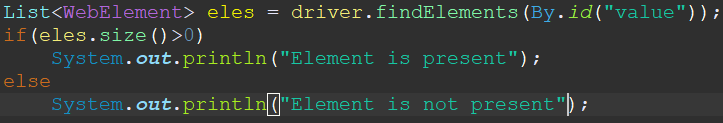 List<WebElement> eles = driver.findElements(By.id("value"));
if(eles.size()>0)
    System.out.println("Element is present");
else
    System.out.println("Element is not present");